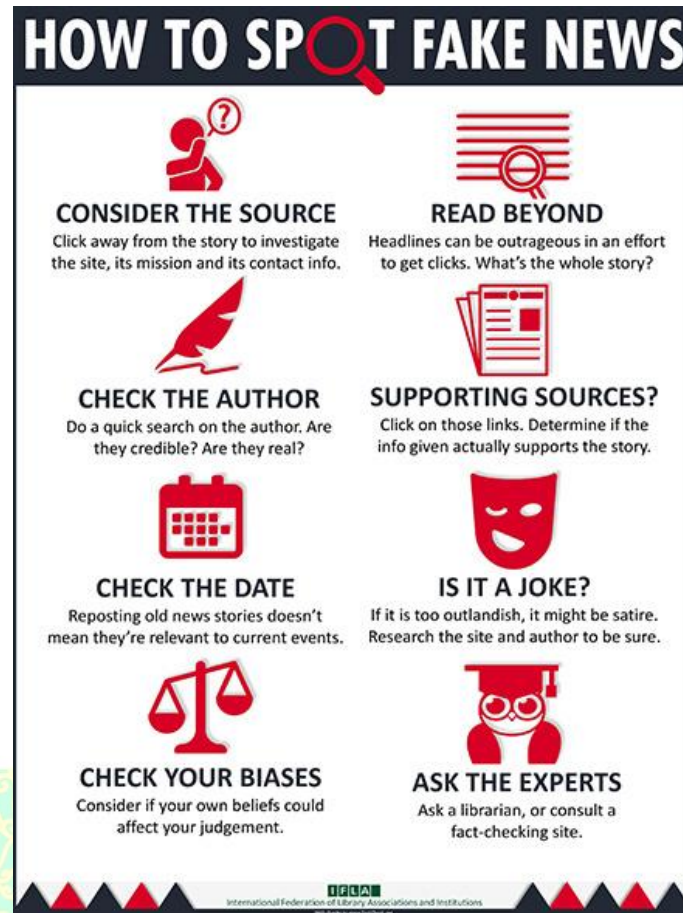 HOW TO SPOT FAKE NEWS
?
CONSIDER THE SOURCE
Click away from the story to investigate
the site, its mission and its contact info.
READ BEYOND
Headlines can be outrageous in an effort
to get clicks. What's the whole story?
CHECK THE AUTHOR
Do a quick search on the author. Are
they credible? Are they real?
SUPPORTING SOURCES?
Click on those links. Determine if the
info given actually supports the story.
CHECK THE DATE
Reposting old news stories doesn't
mean they're relevant to current events.
IS IT A JOKE?
If it is too outlandish, it might be satire.
Research the site and author to be sure.
CHECK YOUR BIASES
Consider if your own beliefs could
affect your judgement.
ASK THE EXPERTS
Ask a librarian, or consult a
fact-checking site.
IFLA
International Federation of Library Associations and Institutions